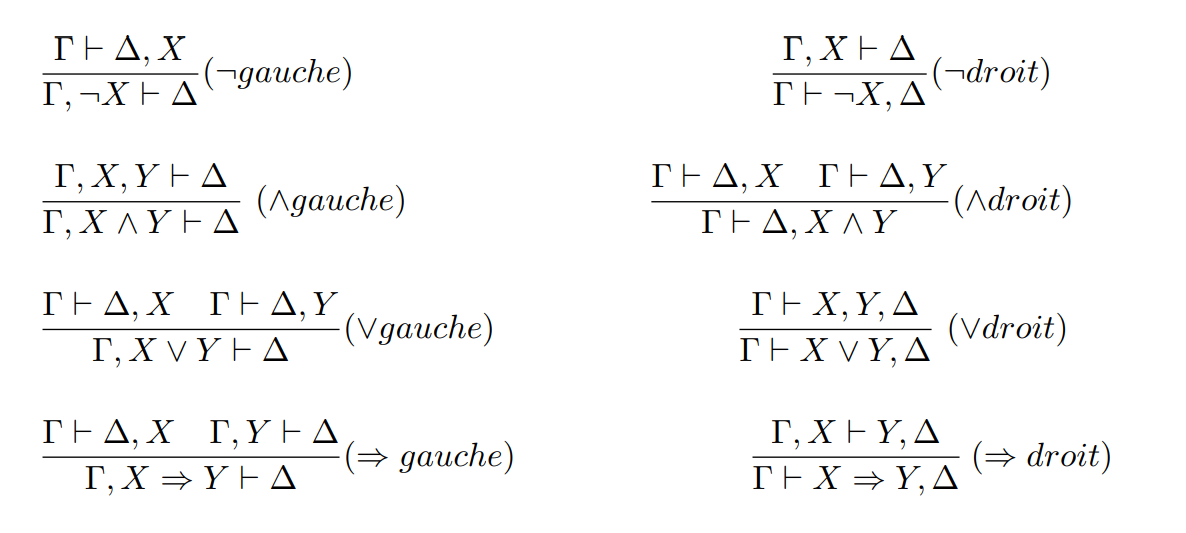 Γ ⊢ Δ, X
Γ, ¬X ⊢ Δ (¬gauche)
Γ, X ⊢ Δ
Γ ⊢ ¬X, Δ (¬droit)
Γ, X, Y ⊢ Δ
Γ, X ∧ Y ⊢ Δ (∧gauche)
Γ ⊢ Δ, X Γ ⊢ Δ, Y
Γ ⊢ Δ, X ∧ Y (∧droit)
Γ ⊢ Δ, X Γ ⊢ Δ, Y
Γ, X ∨ Y ⊢ Δ (∨gauche)
Γ ⊢ X, Y, Δ
Γ ⊢ X ∨ Y, Δ (∨droit)
Γ ⊢ Δ, X Γ, Y ⊢ Δ
Γ, X ⇒ Y ⊢ Δ (⇒ gauche)
Γ, X ⊢ Y, Δ
Γ ⊢ X ⇒ Y, Δ (⇒ droit)